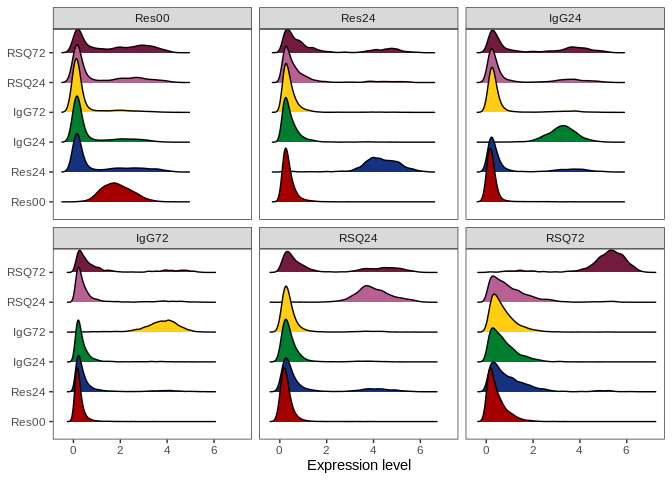 Res00 Res24 IgG24
RSQ72
RSQ24
IgG72
IgG24
Res24
Res00
IgG72 RSQ24 RSQ72
RSQ72
RSQ24
IgG72
IgG24
Res24
Res00
0 2 4 6 0 2 4 6 0 2 4 6
Expression level